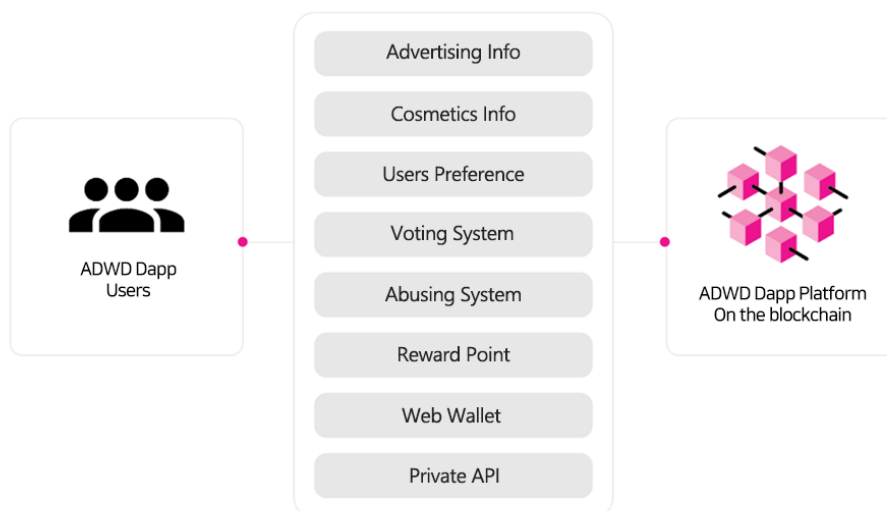 ADWD Dapp
Users
Advertising Info
Cosmetics Info
Users Preference
Voting System
Abusing System
Reward Point
Web Wallet
Private API
ADWD Dapp Platform
On the blockchain